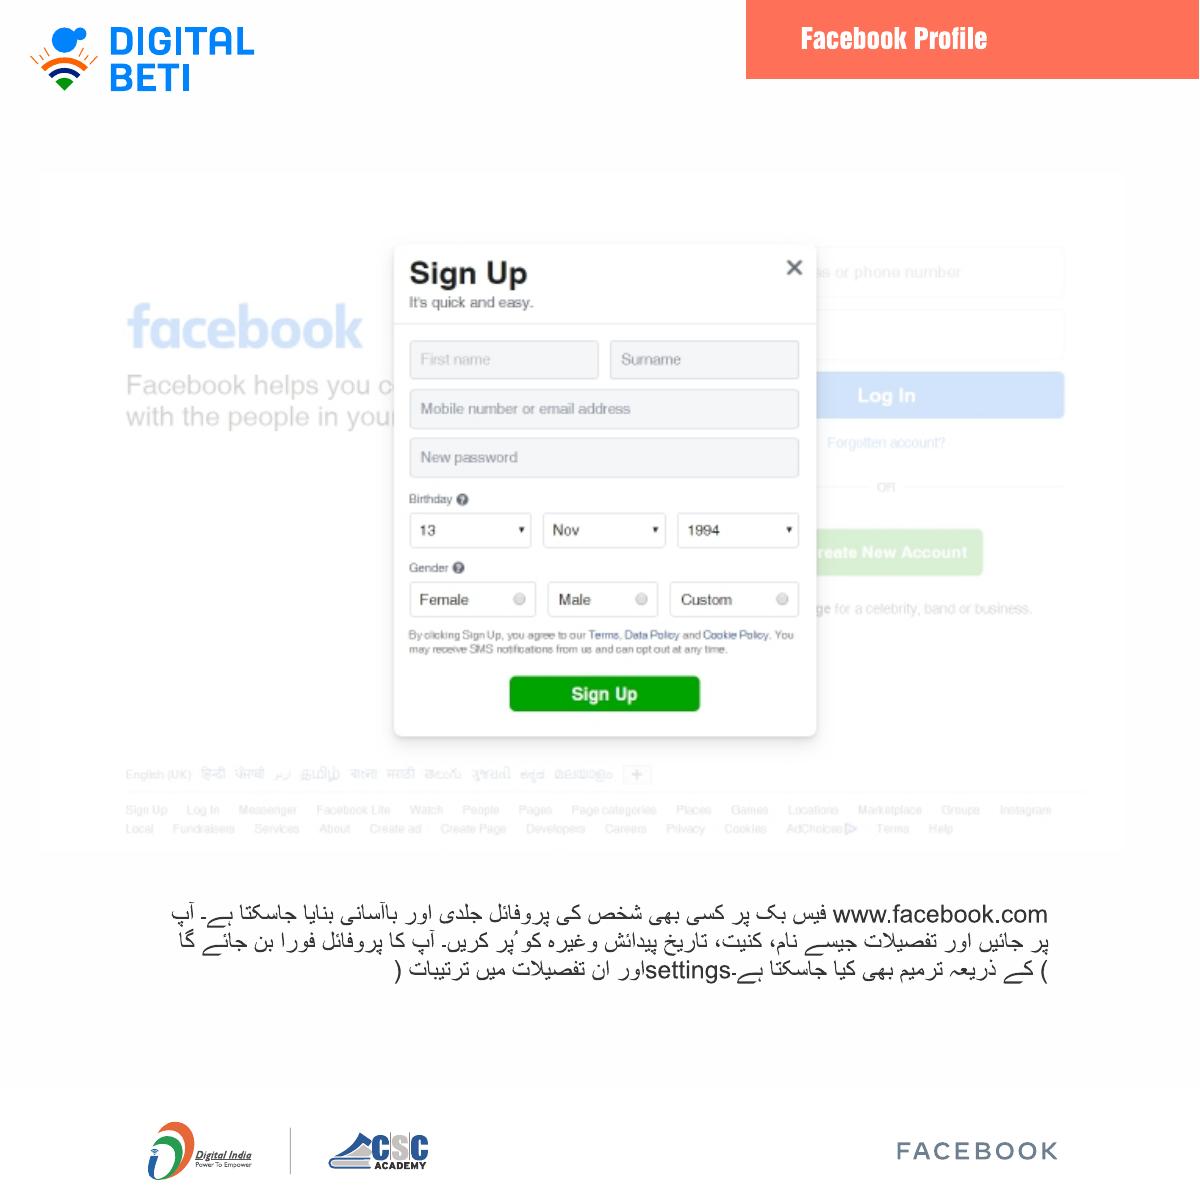 DIGITAL
BETI
Facebook Profile
Sign Up
It's quick and easy.
First name
Surname
Mobile number or email address
New password
Birthday
13
Nov
1994
Gender
Female
Male
Custom
By clicking Sign Up, you agree to our Terms, Data Policy and Cookie Policy. You
may receive SMS notifications from us and can opt out at any time.
Sign Up
facebook
Facebook helps you c
with the people in your
ss or phone number
Log In
Forgotten account?
OR
reate New Account
ge for a celebrity, band or business.
English (UK) हिन्दी ਪੰਜਾਬੀ اردو தமிழ் বাংলা मराठी తెలుగు ગુજરાતી ಕನ್ನಡ മലയാളം +
Sign Up Log In Messenger Facebook Lite Watch People Pages Page categories Places Games Locations Marketplace Groups Instagram
Local Fundraisers Services About Create ad Create Page Developers Careers Privacy Cookies AdChoices Terms Help
www.facebook.com فیس بک پر کسی بھی شخص کی پروفائل جلدی اور باآسانی بنایا جاسکتا ہے۔ آپ
پر جائیں اور تفصیلات جیسے نام، کنیت، تاریخ پیدائش وغیرہ کو ُپر کریں۔ آپ کا پروفائل فورا بن جائے گا
) کے ذریعہ ترمیم بھی کیا جاسکتا ہے۔settingsاور ان تفصیلات میں ترتیبات (
Digital India
Power To Empower
CSC
ACADEMY
FACEBOOK